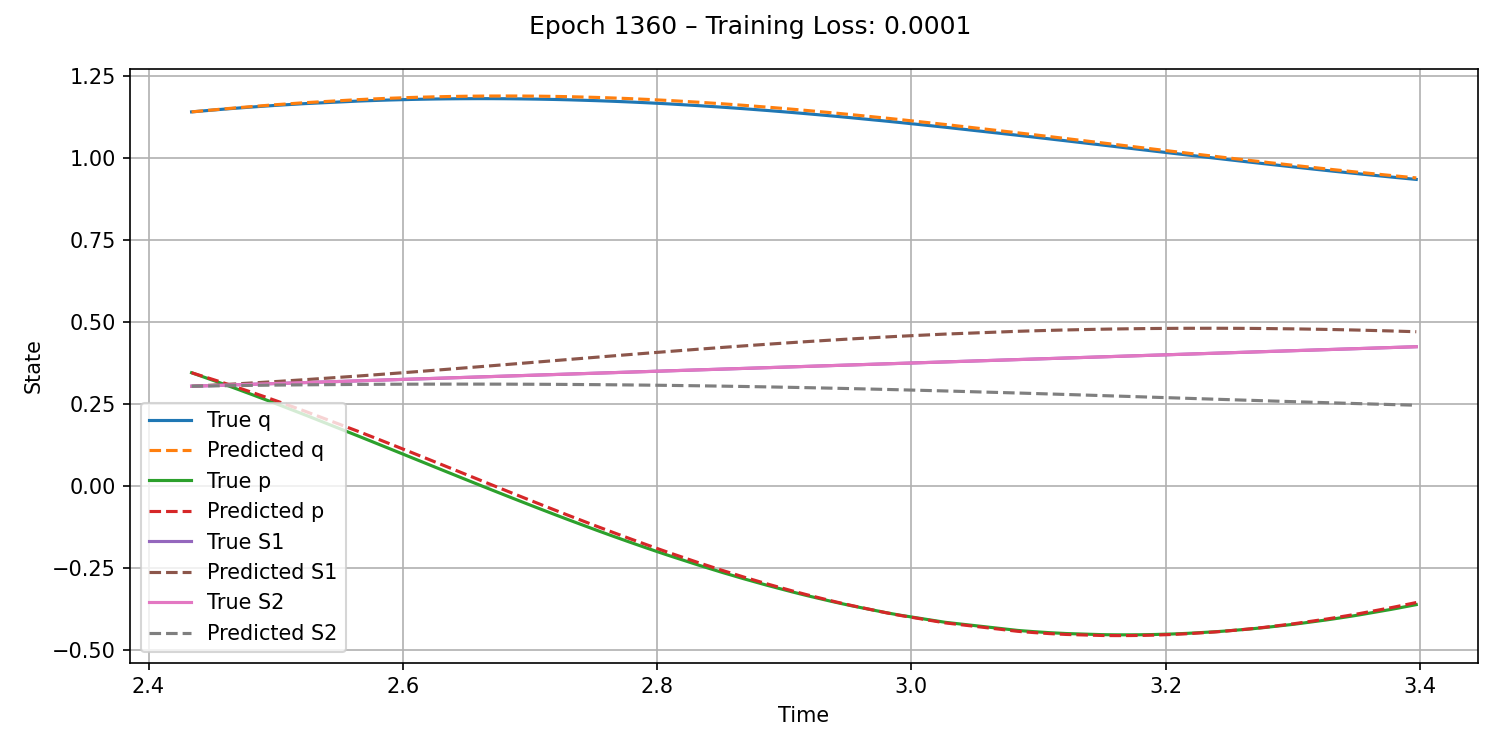 Epoch 1360 – Training Loss: 0.0001
1.25
1.00
0.75
0.50
0.25
0.00
−0.25
−0.50
State
True q
Predicted q
True p
Predicted p
True S1
Predicted S1
True S2
Predicted S2
2.4 2.6 2.8 3.0 3.2 3.4
Time